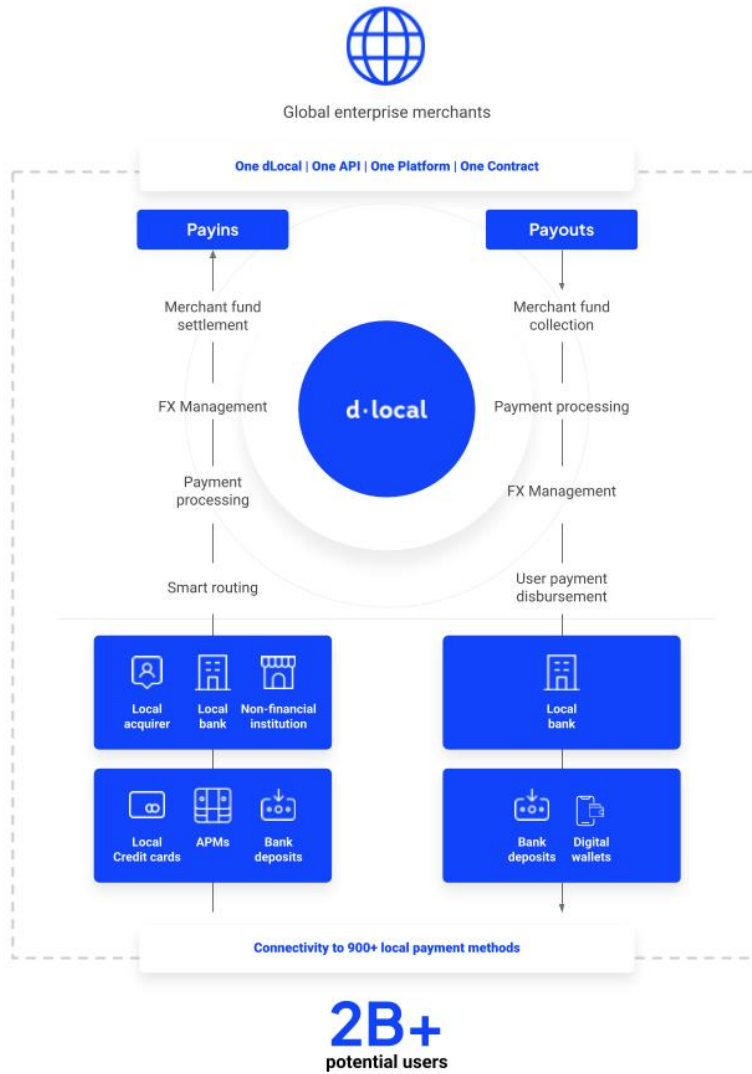 Global enterprise merchants
One dLocal | One API | One Platform | One Contract
Payins
Payouts
Merchant fund
settlement
Merchant fund
collection
FX Management
d·local
Payment processing
Payment
processing
FX Management
Smart routing
User payment
disbursement
Local
acquirer
Local
bank
Non-financial
institution
Local
bank
Local
Credit cards
APMs
Bank
deposits
Bank
deposits
Digital
wallets
Connectivity to 900+ local payment methods
2B+
potential users